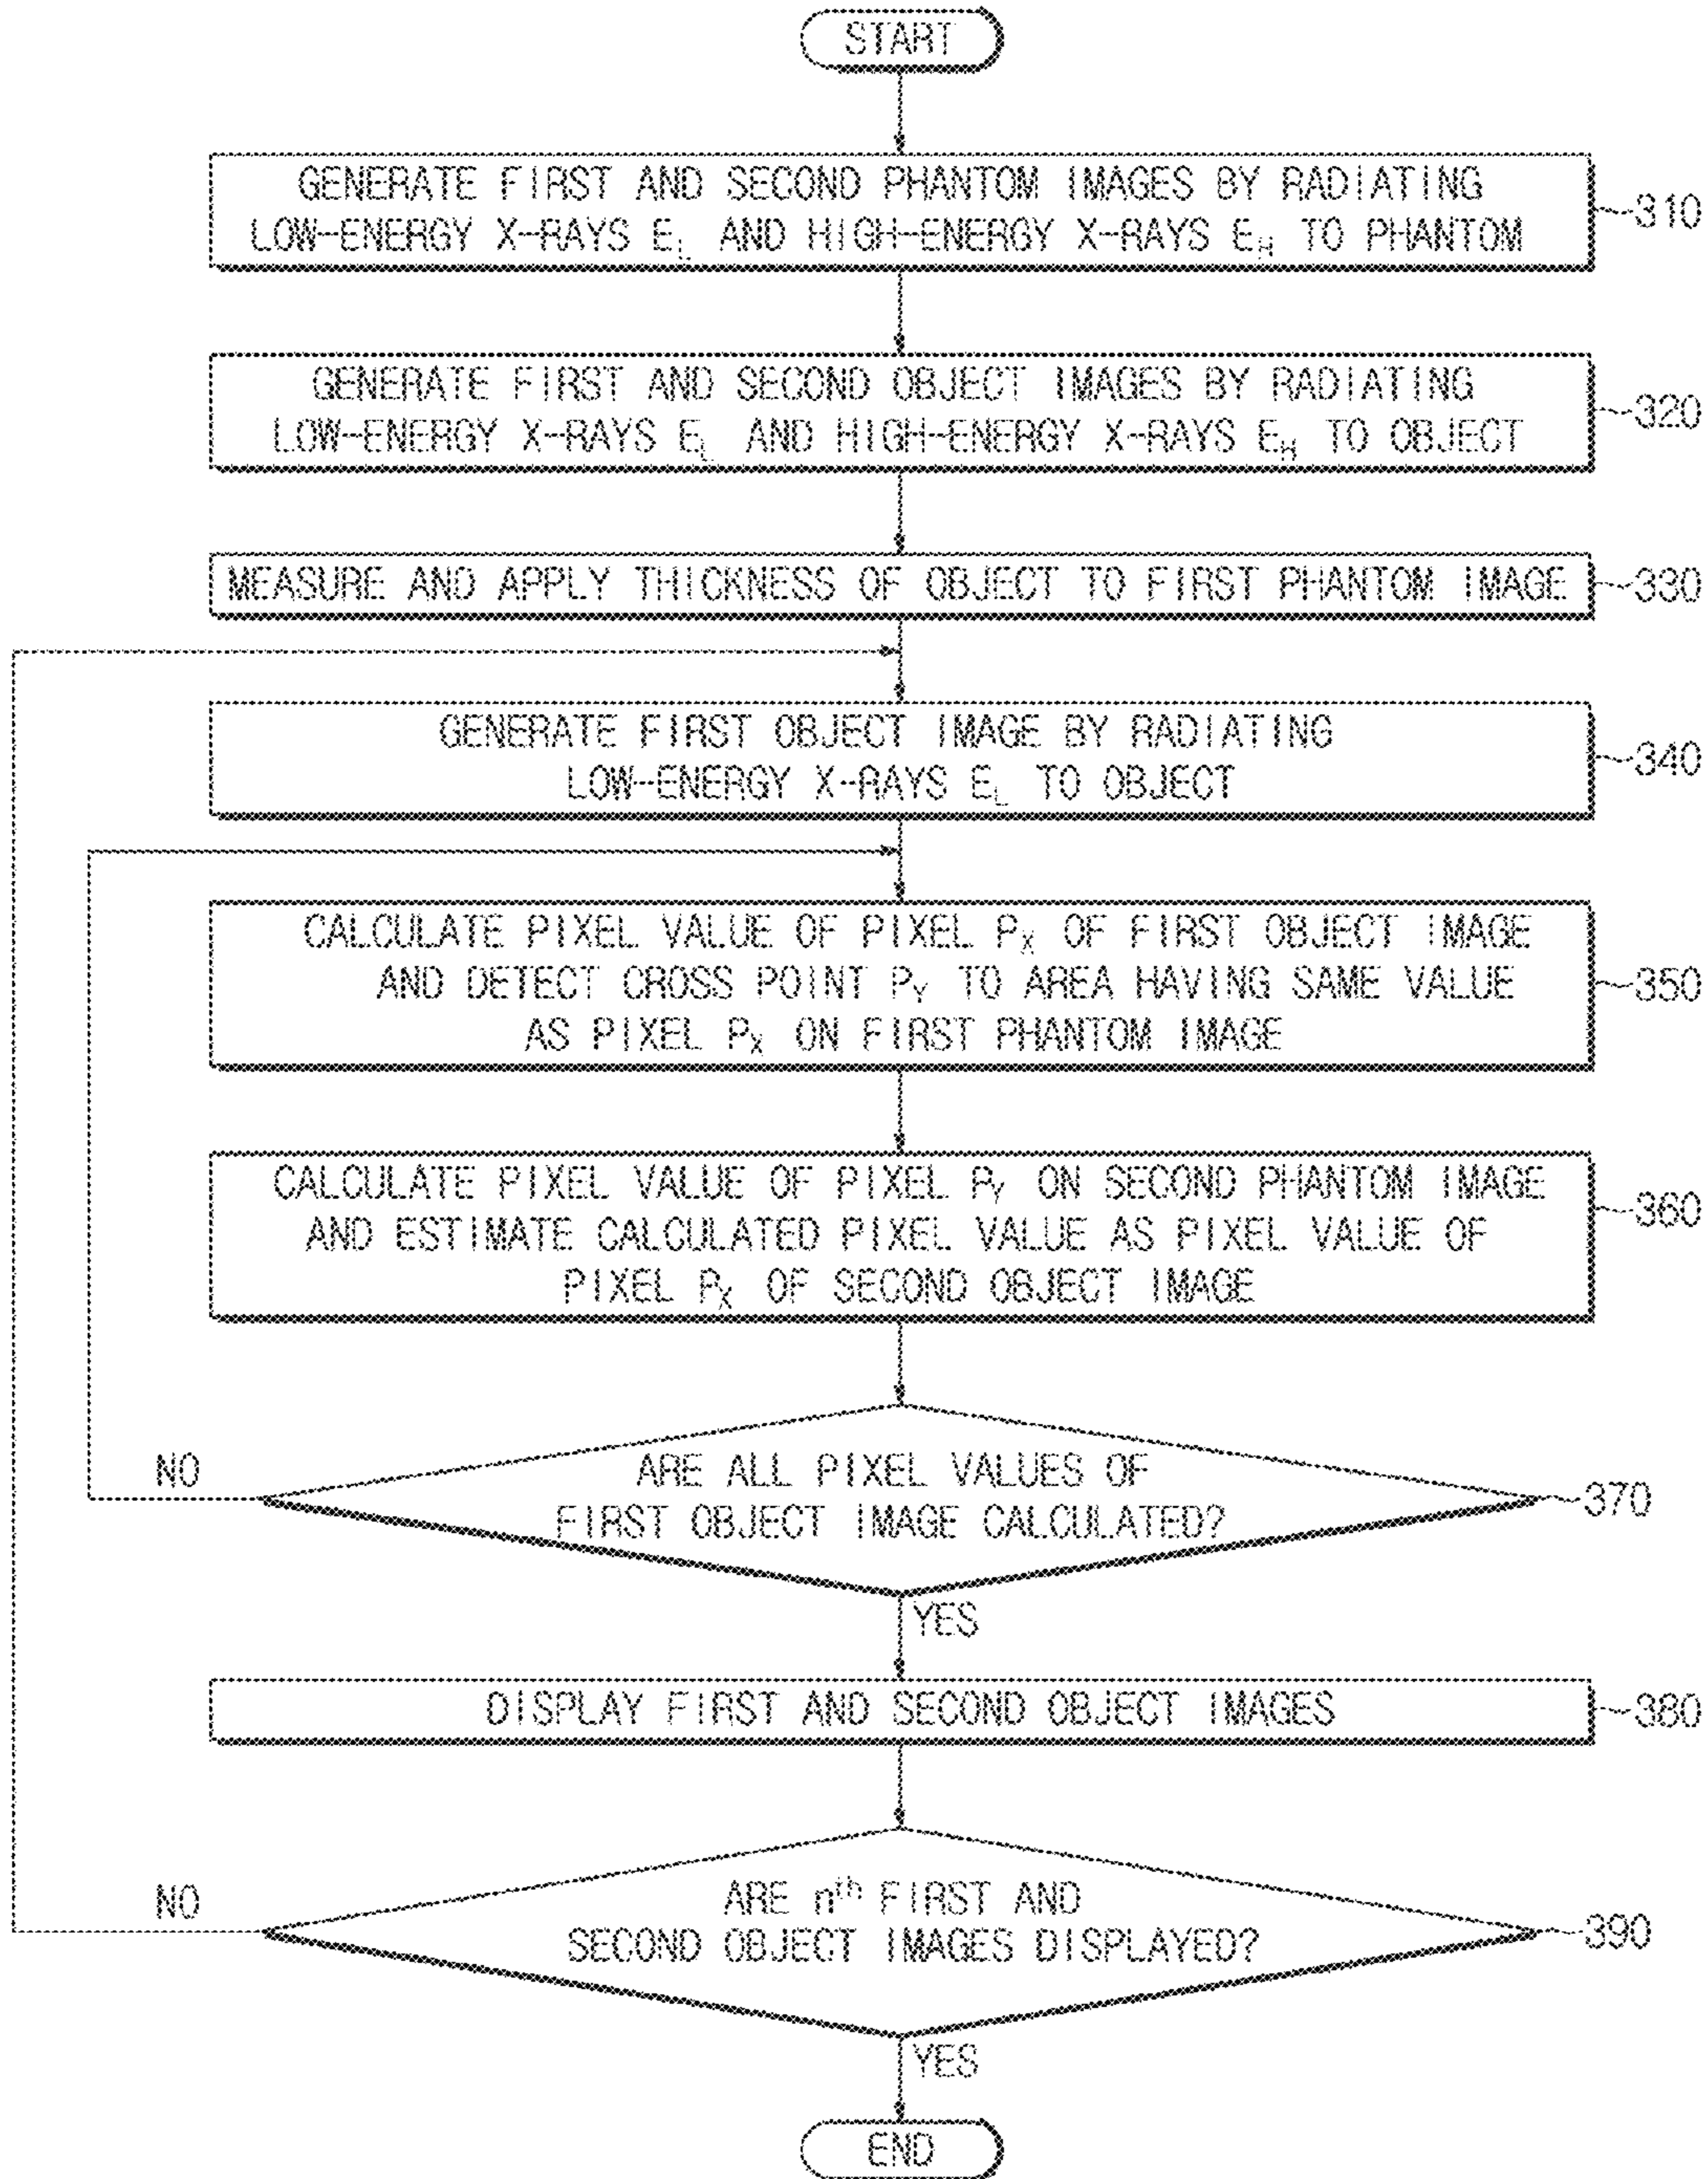 START
GENERATE FIRST AND SECOND PHANTOM IMAGES BY RADIATING
LOW-ENERGY X-RAYS EL AND HIGH-ENERGY X-RAYS EH TO PHANTOM
310
GENERATE FIRST AND SECOND OBJECT IMAGES BY RADIATING
LOW-ENERGY X-RAYS EL AND HIGH-ENERGY X-RAYS EH TO OBJECT
320
MEASURE AND APPLY THICKNESS OF OBJECT TO FIRST PHANTOM IMAGE
330
GENERATE FIRST OBJECT IMAGE BY RADIATING
LOW-ENERGY X-RAYS EL TO OBJECT
340
CALCULATE PIXEL VALUE OF PIXEL PX OF FIRST OBJECT IMAGE
AND DETECT CROSS POINT PY TO AREA HAVING SAME VALUE
AS PIXEL PX ON FIRST PHANTOM IMAGE
350
CALCULATE PIXEL VALUE OF PIXEL PY ON SECOND PHANTOM IMAGE
AND ESTIMATE CALCULATED PIXEL VALUE AS PIXEL VALUE OF
PIXEL PX OF SECOND OBJECT IMAGE
360
NO
ARE ALL PIXEL VALUES OF
FIRST OBJECT IMAGE CALCULATED?
370
YES
DISPLAY FIRST AND SECOND OBJECT IMAGES
380
NO
ARE nth FIRST AND
SECOND OBJECT IMAGES DISPLAYED?
390
YES
END